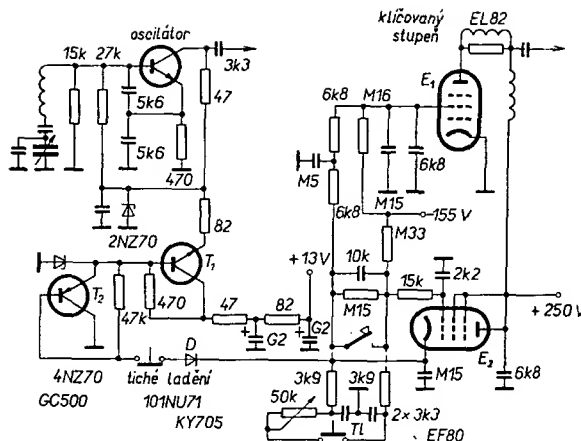 oscilátor
klíčovaný
stupeň
EL82
15k
27k
3k3
47
5k6
5k6
470
E1
6k8
M16
M5
6k8
M15
6k8
-155 V
M33
82
2NZ70
T1
+13V
10k
M15
15k
2k2
+250 V
T2
47k
470
47
82
G2
G2
E2
M15
6k8
4NZ70
GC500
tiché ladění
D
101NU71
KY705
50k
3k9
3k9
2×3k3
Tl
EF80